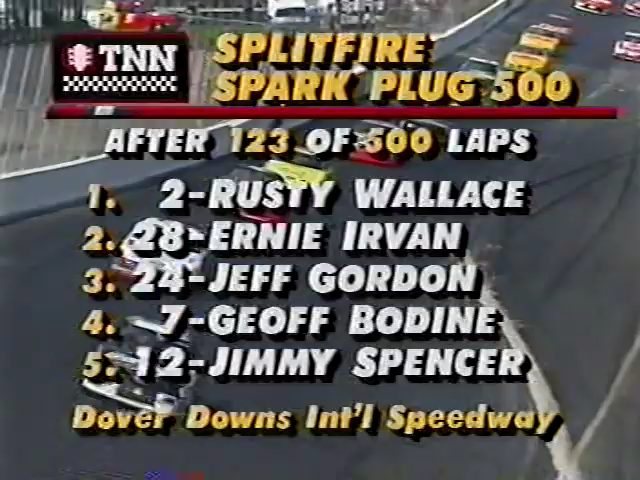 TNN
SPLITFIRE
SPARK PLUG 500
AFTER 123 OF 500 LAPS
1. 2-RUSTY WALLACE
2. 28-ERNIE IRVAN
3. 24-JEFF GORDON
4. 7-GEOFF BODINE
5. 12-JIMMY SPENCER
Dover Downs Int'l Speedway